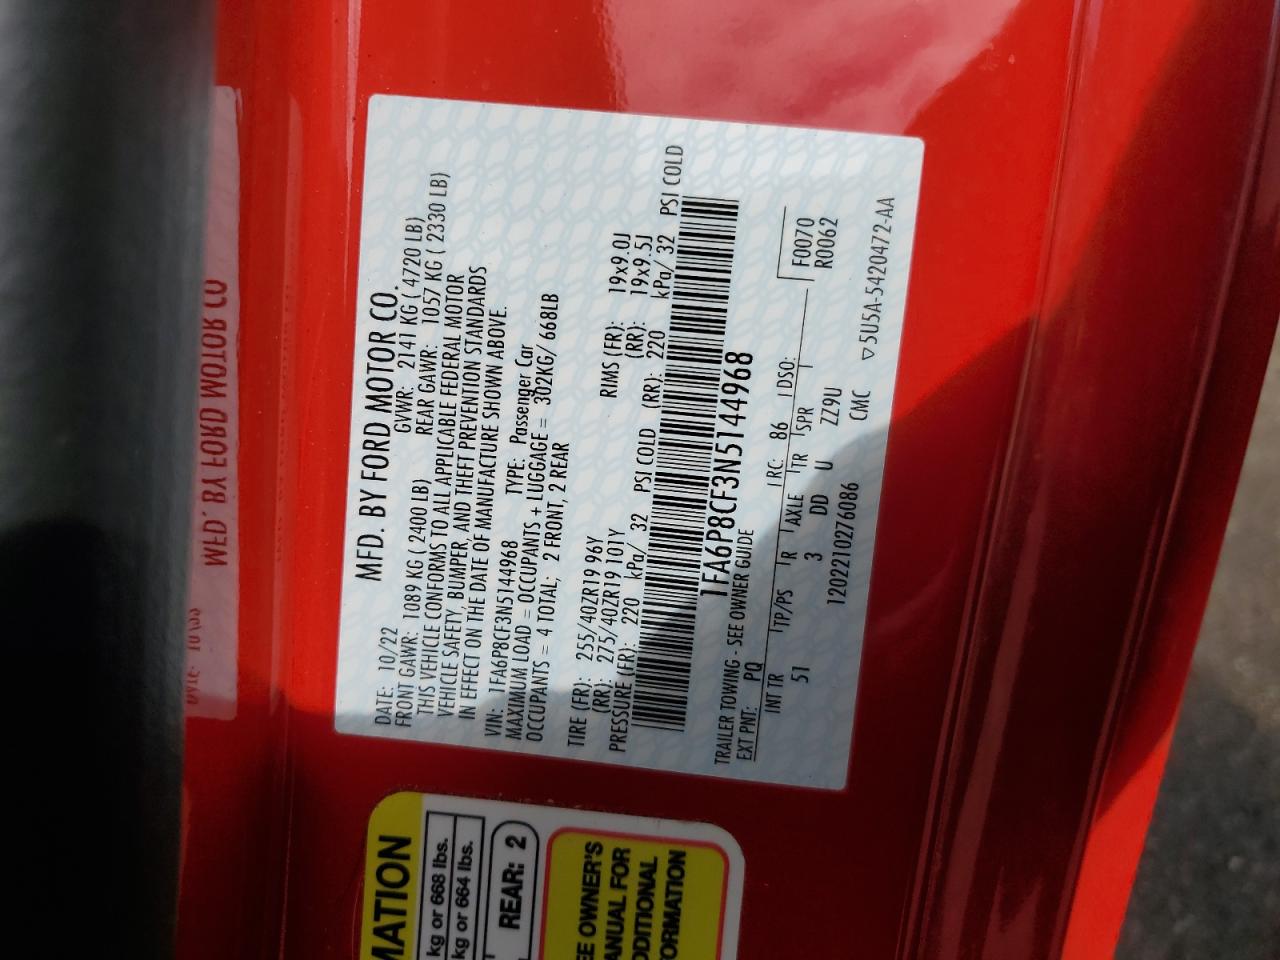 MFD. BY FORD MOTOR CO
DATE: 10/22 GVWR: 2141 KG ( 4720 LB)
FRONT GAWR: 1089 KG ( 2400 LB) REAR GAWR: 1057 KG ( 2330 LB)
THIS VEHICLE CONFORMS TO ALL APPLICABLE FEDERAL MOTOR
VEHICLE SAFETY, BUMPER, AND THEFT PREVENTION STANDARDS
IN EFFECT ON THE DATE OF MANUFACTURE SHOWN ABOVE.
VIN: 1FA6P8CF3N5144968 TYPE: Passenger Car
MAXIMUM LOAD = OCCUPANTS + LUGGAGE = 302KG/ 668LB
OCCUPANTS = 4 TOTAL; 2 FRONT, 2 REAR
TIRE (FR): 255/40ZR19 96Y RIMS (FR): 19x9.0J
(RR): 275/40ZR19 101Y (RR): 19x9.5J
PRESSURE (FR): 220 kPa/ 32 PSI COLD (RR): 220 kPa/ 32 PSI COLD
1FA6P8CF3N5144968
TRAILER TOWING - SEE OWNER GUIDE
EXT PNT: PQ RC: 86 DSO: F0070
R0062
INT TR TP/PS R AXLE TR SPR
51 3 DD U ZZ9U
1202210276086 CMC ▽5U5A-5420472-AA
MFD. BY FORD MOTOR CO
MATION
kg or 668 lbs.
kg or 664 lbs.
REAR: 2
EE OWNER'S
ANUAL FOR
DDITIONAL
FORMATION